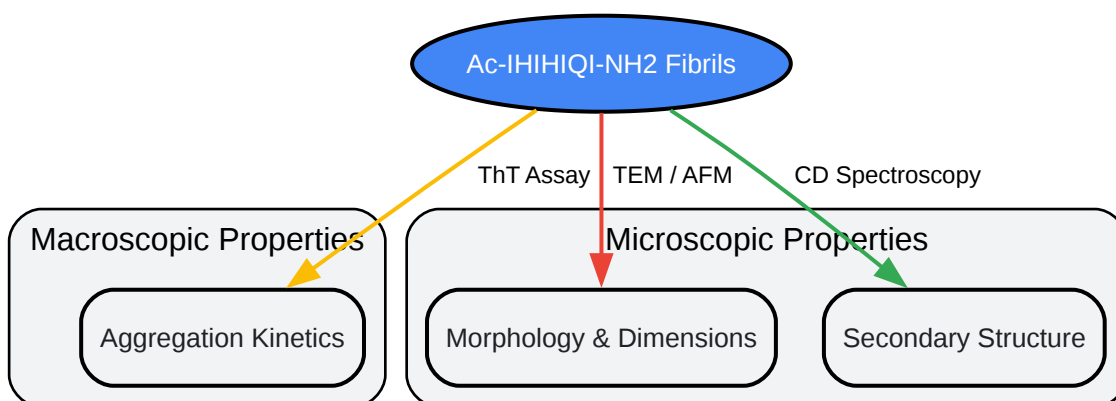 Ac-IHIHIQI-NH2 Fibrils
ThT Assay
TEM / AFM
CD Spectroscopy
Macroscopic Properties
Microscopic Properties
Aggregation Kinetics
Morphology & Dimensions
Secondary Structure